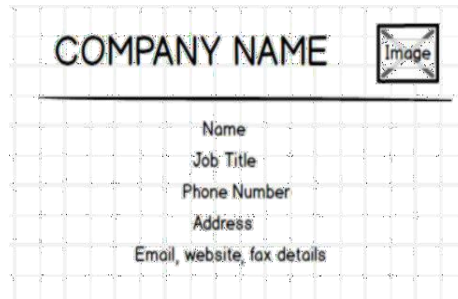 COMPANY NAME
Image
Name
Job Title
Phone Number
Address
Email, website, fax details